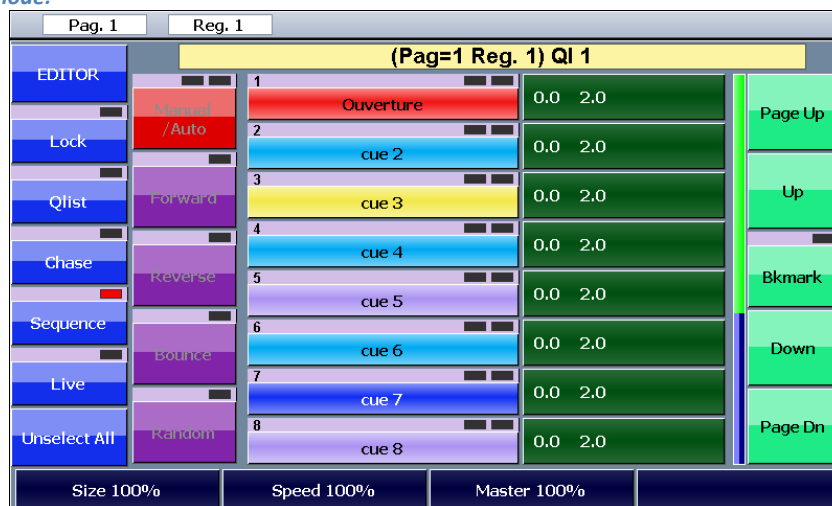 Pag. 1 Reg. 1
(Pag=1 Reg. 1) Ql 1
EDITOR
Lock
Qlist
Chase
Sequence
Live
Unselect All
Manual
/Auto
Forward
Reverse
Bounce
Random
1
Ouverture 0.0 2.0
2
cue 2 0.0 2.0
3
cue 3 0.0 2.0
4
cue 4 0.0 2.0
5
cue 5 0.0 2.0
6
cue 6 0.0 2.0
7
cue 7 0.0 2.0
8
cue 8 0.0 2.0
Page Up
Up
Bkmark
Down
Page Dn
Size 100% Speed 100% Master 100%